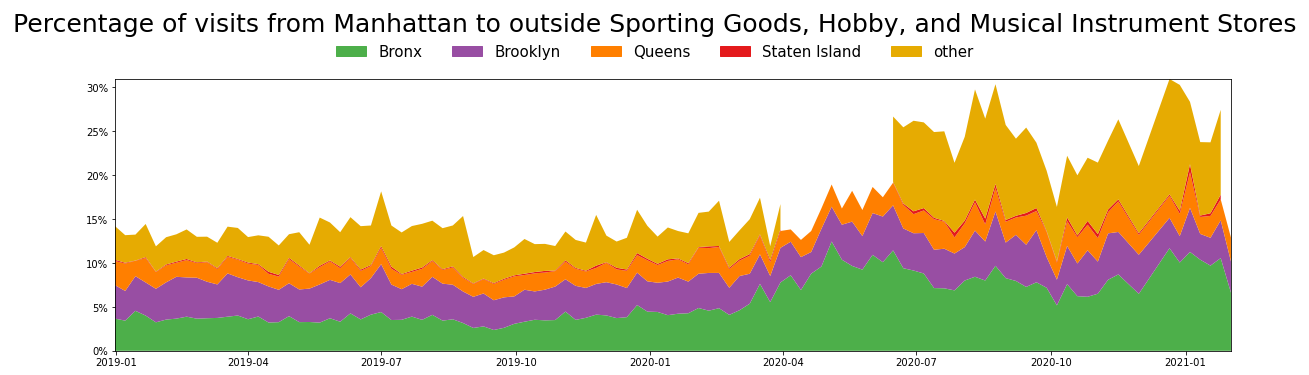 Percentage of visits from Manhattan to outside Sporting Goods, Hobby, and Musical Instrument Stores
Bronx Brooklyn Queens Staten Island other
30%
25%
20%
15%
10%
5%
0%
2019-01 2019-04 2019-07 2019-10 2020-01 2020-04 2020-07 2020-10 2021-01